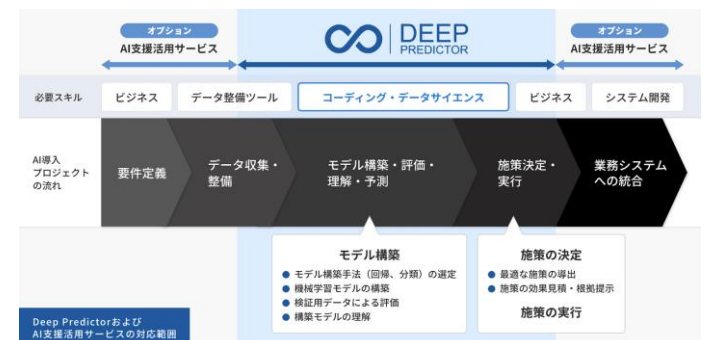 オプション
AI支援活用サービス
DEEP
PREDICTOR
オプション
AI支援活用サービス
必要スキル
ビジネス
データ整備ツール
コーディング・データサイエンス
ビジネス
システム開発
AI導入
プロジェクト
の流れ
要件定義
データ収集・
整備
モデル構築・評価・
理解・予測
施策決定・
実行
業務システム
への統合
モデル構築
● モデル構築手法（回帰、分類）の選定
● 機械学習モデルの構築
● 検証用データによる評価
● 構築モデルの理解
施策の決定
● 最適な施策の導出
● 施策の効果見積・根拠提示
施策の実行
Deep Predictorおよび
AI支援活用サービスの対応範囲